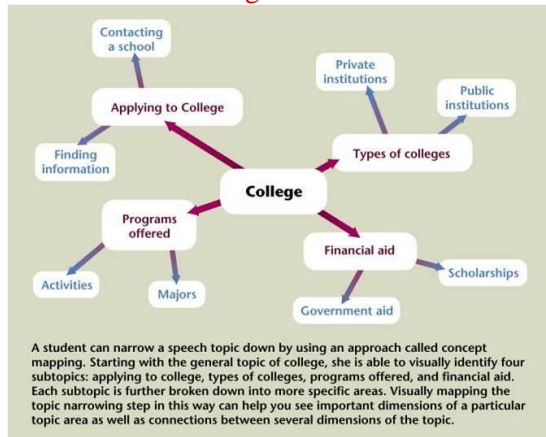 Contacting
a school
Private
institutions
Public
institutions
Applying to College
Types of colleges
Finding
information
College
Programs
offered
Financial aid
Activities
Majors
Scholarships
Government aid
A student can narrow a speech topic down by using an approach called concept
mapping. Starting with the general topic of college, she is able to visually identify four
subtopics: applying to college, types of colleges, programs offered, and financial aid.
Each subtopic is further broken down into more specific areas. Visually mapping the
topic narrowing step in this way can help you see important dimensions of a particular
topic area as well as connections between several dimensions of the topic.